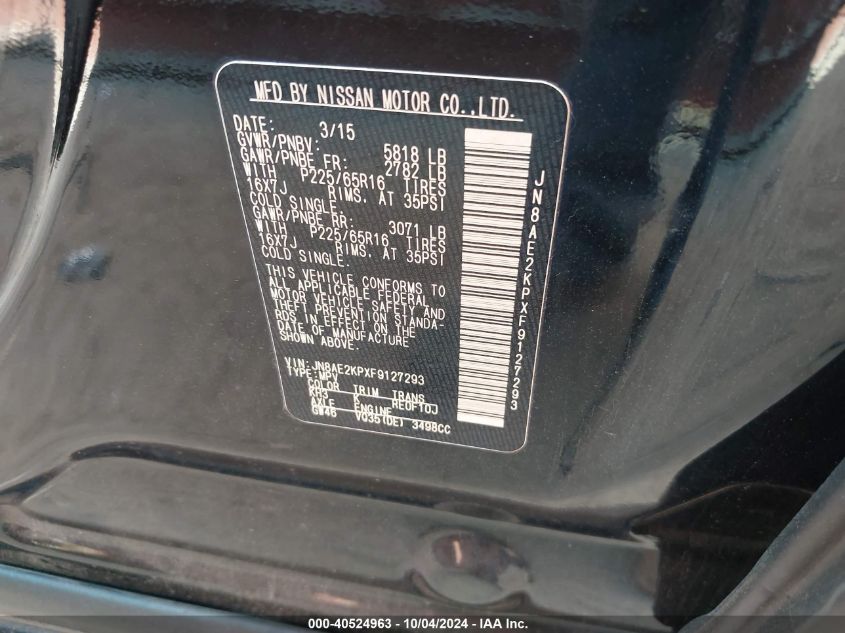 MFD BY NISSAN MOTOR CO.,LTD.
DATE: 3/15
GVWR/PNBV: 5818 LB
GAWR/PNBE FR: 2782 LB
WITH P225/65R16 TIRES
16X7J RIMS. AT 35PSI
COLD SINGLE.
GAWR/PNBE RR: 3071 LB
WITH P225/65R16 TIRES
16X7J RIMS. AT 35PSI
COLD SINGLE.
THIS VEHICLE CONFORMS TO
ALL APPLICABLE FEDERAL
MOTOR VEHICLE SAFETY AND
THEFT PREVENTION STANDA-
RDS IN EFFECT ON THE
DATE OF MANUFACTURE
SHOWN ABOVE.
VIN:JN8AE2KPXF9127293
TYPE:MPV
COLOR TRIM TRANS
KH3 K RE0F10J
AXLE ENGINE
GW46 VQ35(DE) 3498CC
JN8AE2KPXF9127293
000-40524963 - 10/04/2024 - IAA Inc.